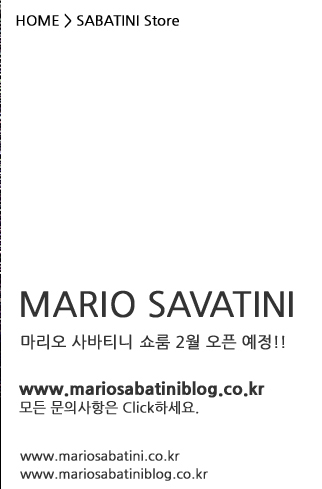 HOME > SABATINI Store
MARIO SAVATINI
마리오 사바티니 쇼룸 2월 오픈 예정!!
www.mariosabatiniblog.co.kr
모든 문의사항은 Click하세요.
www.mariosabatini.co.kr
www.mariosabatiniblog.co.kr